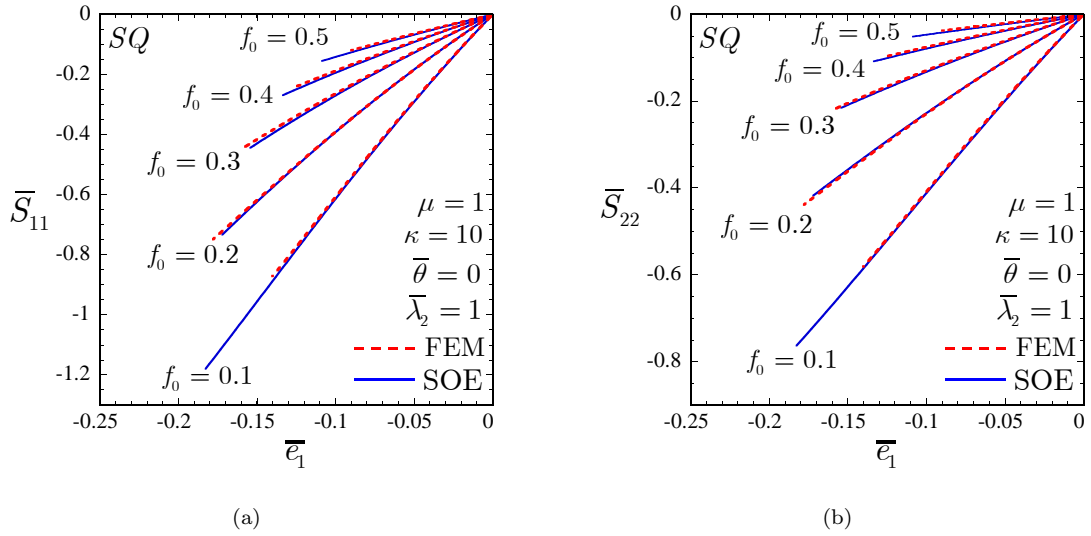 0
-0.2
-0.4
-0.6
-0.8
-1
-1.2
-0.25
-0.2
-0.15
-0.1
-0.05
0
S̅₁₁
e̅₁
SQ
f₀ = 0.5
f₀ = 0.4
f₀ = 0.3
f₀ = 0.2
f₀ = 0.1
μ = 1
κ = 10
θ̅ = 0
λ̅₂ = 1
FEM
SOE
(a)
0
-0.2
-0.4
-0.6
-0.8
-0.25
-0.2
-0.15
-0.1
-0.05
0
S̅₂₂
e̅₁
SQ
f₀ = 0.5
f₀ = 0.4
f₀ = 0.3
f₀ = 0.2
f₀ = 0.1
μ = 1
κ = 10
θ̅ = 0
λ̅₂ = 1
FEM
SOE
(b)